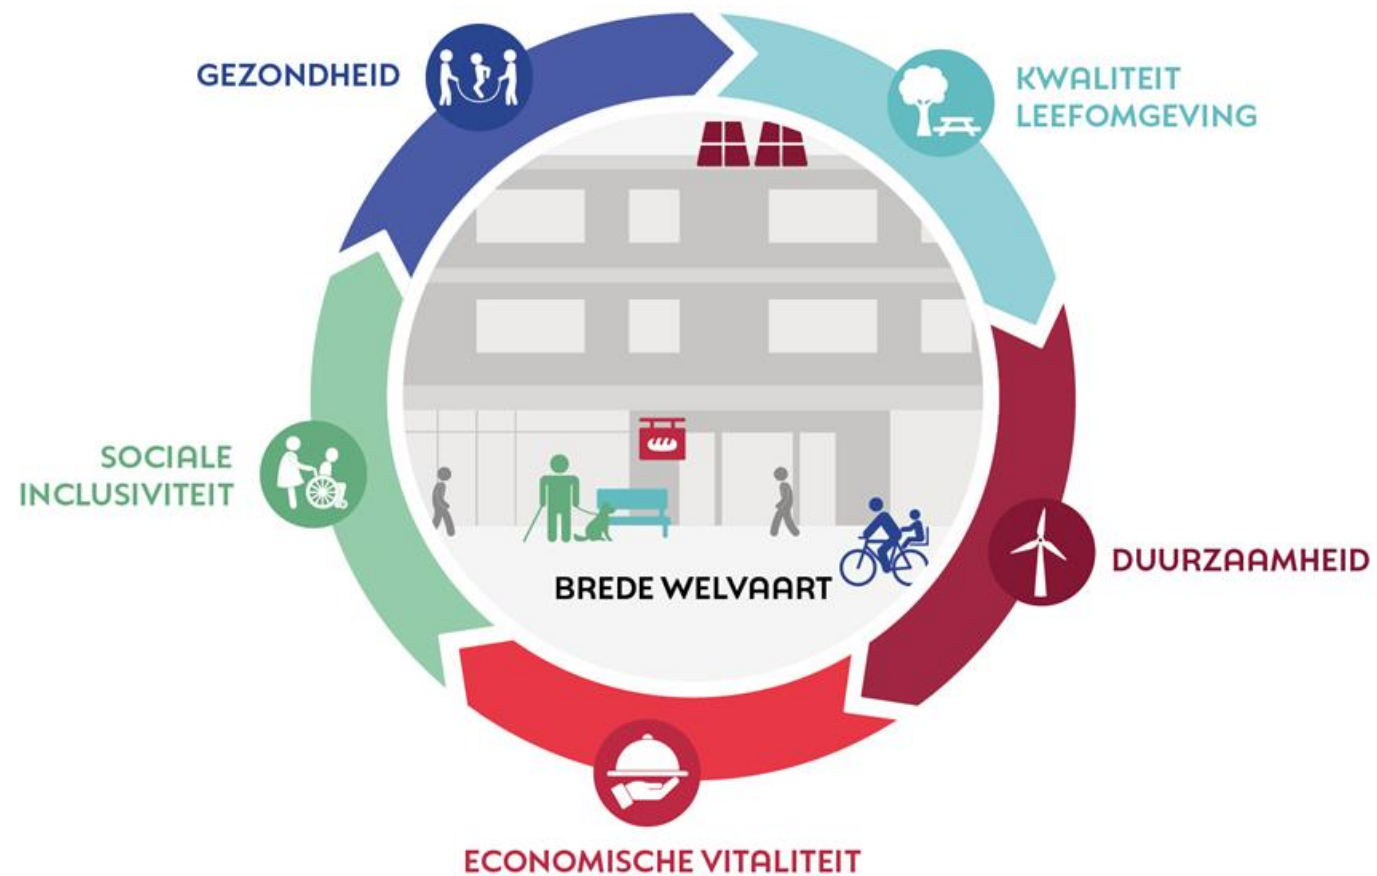 GEZONDHEID
KWALITEIT
LEEFOMGEVING
SOCIALE
INCLUSIVITEIT
DUURZAAMHEID
BREDE WELVAART
ECONOMISCHE VITALITEIT